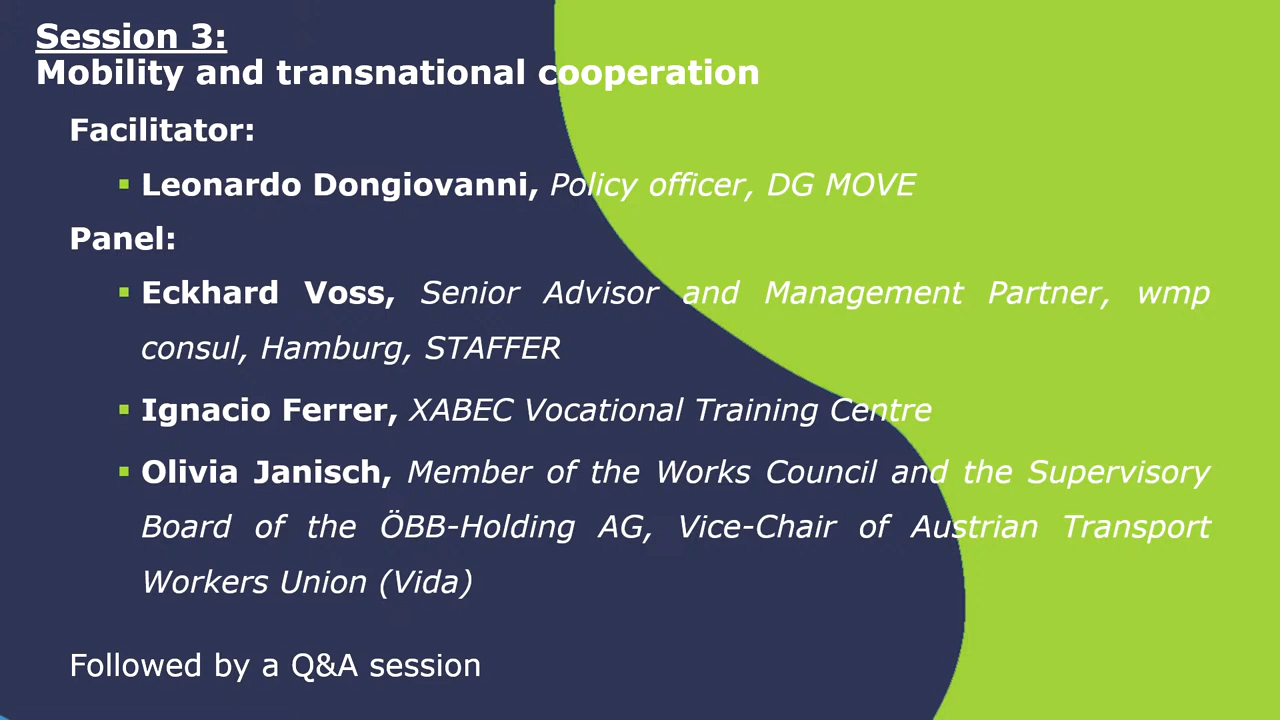 Session 3:
Mobility and transnational cooperation
Facilitator:
▪ Leonardo Dongiovanni, Policy officer, DG MOVE
Panel:
▪ Eckhard Voss, Senior Advisor and Management Partner, wmp
consul, Hamburg, STAFFER
▪ Ignacio Ferrer, XABEC Vocational Training Centre
▪ Olivia Janisch, Member of the Works Council and the Supervisory
Board of the ÖBB-Holding AG, Vice-Chair of Austrian Transport
Workers Union (Vida)
Followed by a Q&A session